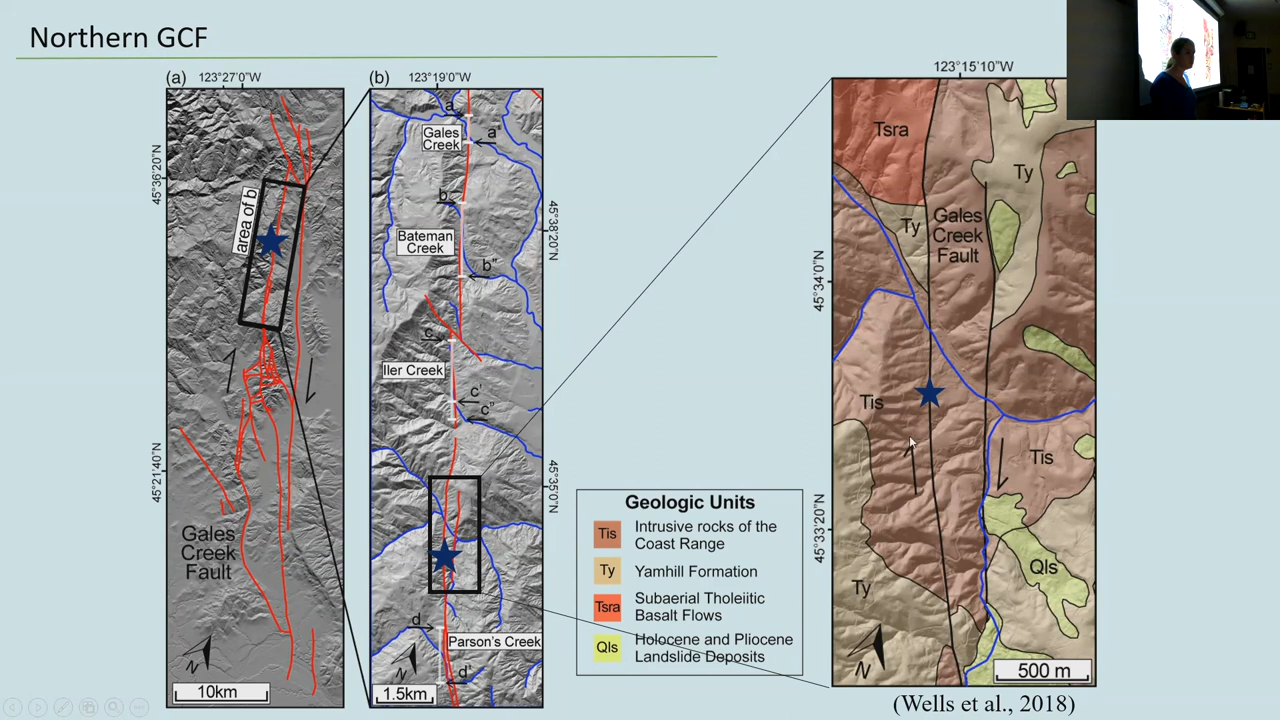 Northern GCF
(a)
123°27'0"W
45°36'20"N
area of b
45°21'40"N
Gales
Creek
Fault
N
10km
(b)
123°19'0"W
a
Gales
Creek
a'
b
45°38'20"N
Bateman
Creek
b"
c
Iler Creek
c'
c"
45°35'0"N
d
Parson's Creek
N
1.5km
d'
Geologic Units
Tis
Intrusive rocks of the
Coast Range
Ty
Yamhill Formation
Tsra
Subaerial Tholeiitic
Basalt Flows
Qls
Holocene and Pliocene
Landslide Deposits
123°15'10"W
Tsra
Ty
Ty
Gales
Creek
Fault
45°34'0"N
Tis
Tis
45°33'20"N
Qls
Ty
N
500 m
(Wells et al., 2018)